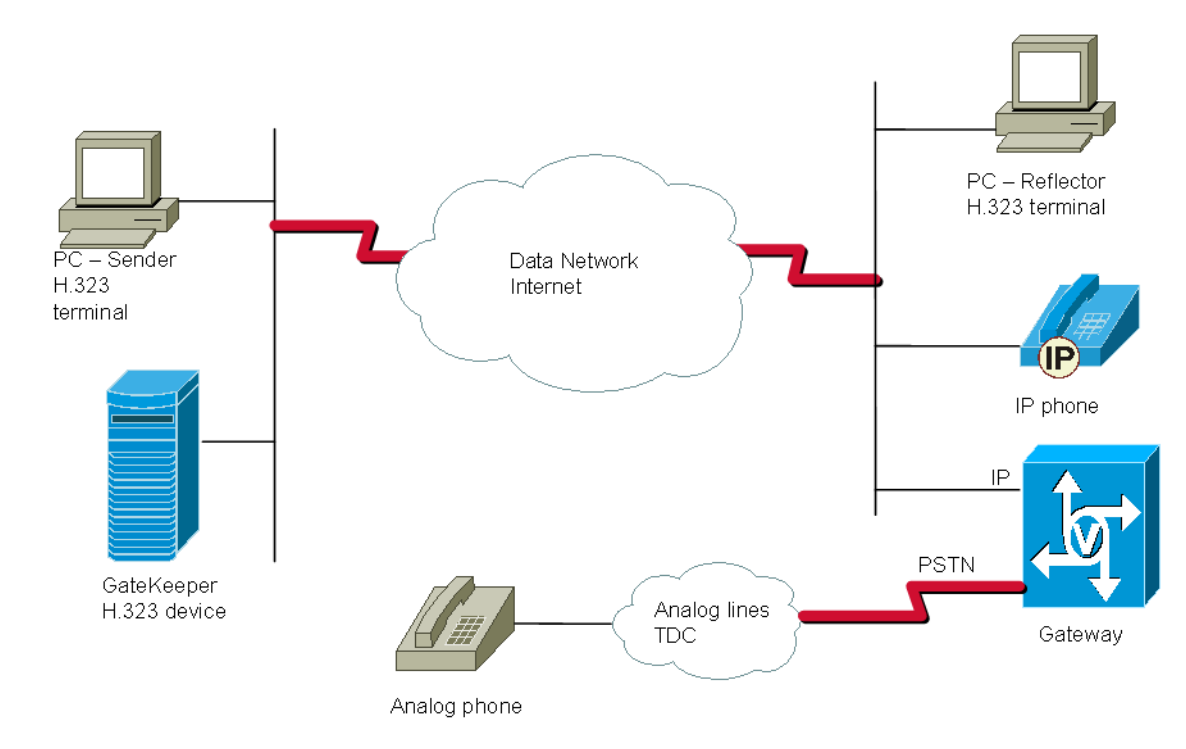 PC – Sender
H.323
terminal
GateKeeper
H.323 device
Data Network
Internet
PC – Reflector
H.323 terminal
IP
IP phone
IP
V
Gateway
PSTN
Analog lines
TDC
Analog phone